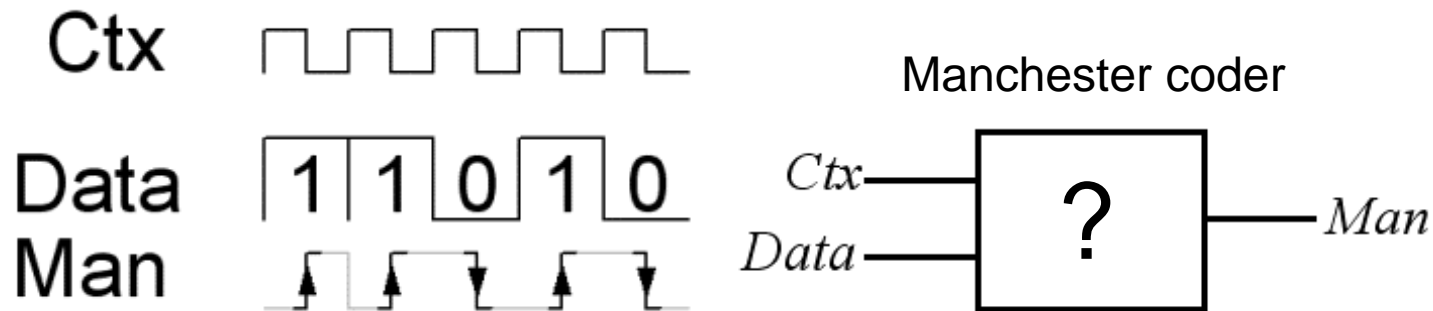 Ctx
Manchester coder
Data 1 1 0 1 0
Man
Ctx
Data
?
Man